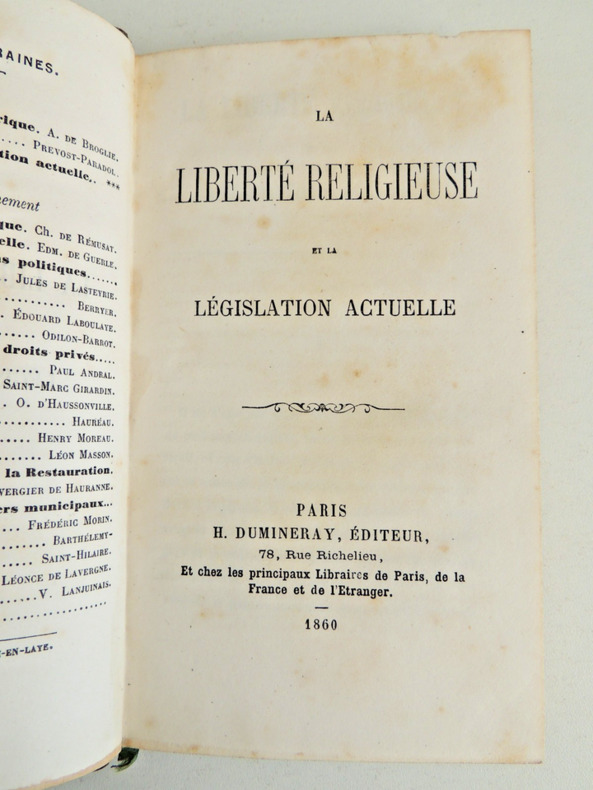 RAINES.
rique. A. DE BROGLIE.
.... PREVOST-PARADOL.
tion actuelle.. ***
nement
que. CH. DE RÉMUSAT.
elle. EDM. DE GUERLE.
s politiques.......
. JULES DE LASTEYRIE.
........... BERRYER.
. ÉDOUARD LABOULAYE.
...... ODILON-BARROT.
droits privés.....
....... PAUL ANDRAL.
SAINT-MARC GIRARDIN.
.. O. D'HAUSSONVILLE.
........... HAURÉAU.
..... HENRY MOREAU.
....... LÉON MASSON.
la Restauration.
VERGIER DE HAURANNE.
ers municipaux...
... FRÉDÉRIC MORIN.
....... BARTHÉLEMY-
..... SAINT-HILAIRE.
LÉONCE DE LAVERGNE.
......V. LANJUINAIS.
..................
-EN-LAYE.
LA
LIBERTÉ RELIGIEUSE
ET LA
LÉGISLATION ACTUELLE
PARIS
H. DUMINERAY, ÉDITEUR,
78, Rue Richelieu,
Et chez les principaux Libraires de Paris, de la
France et de l'Etranger.
1860